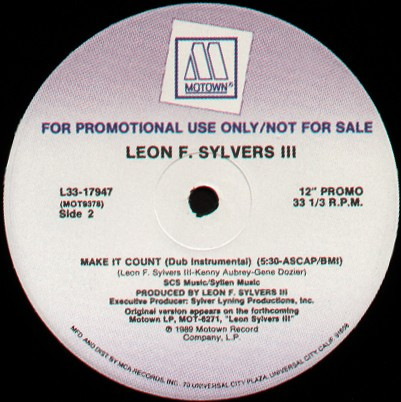 MOTOWN®
FOR PROMOTIONAL USE ONLY/NOT FOR SALE
LEON F. SYLVERS III
L33-17947
(MOT9378)
Side 2
12" PROMO
33 1/3 R.P.M.
MAKE IT COUNT (Dub Instrumental) (5:30-ASCAP/BMI)
(Leon F. Sylvers III-Kenny Aubrey-Gene Dozier)
SCS Music/Sytlen Music
PRODUCED BY LEON F. SYLVERS III
Executive Producer: Sylver Lyning Productions, Inc.
Original version appears on the forthcoming
Motown LP, MOT-6271, "Leon Sylvers III"
℗ 1989 Motown Record
Company, L.P.
MFD. AND DIST. BY MCA RECORDS, INC., 70 UNIVERSAL CITY PLAZA, UNIVERSAL CITY, CALIF. 91608